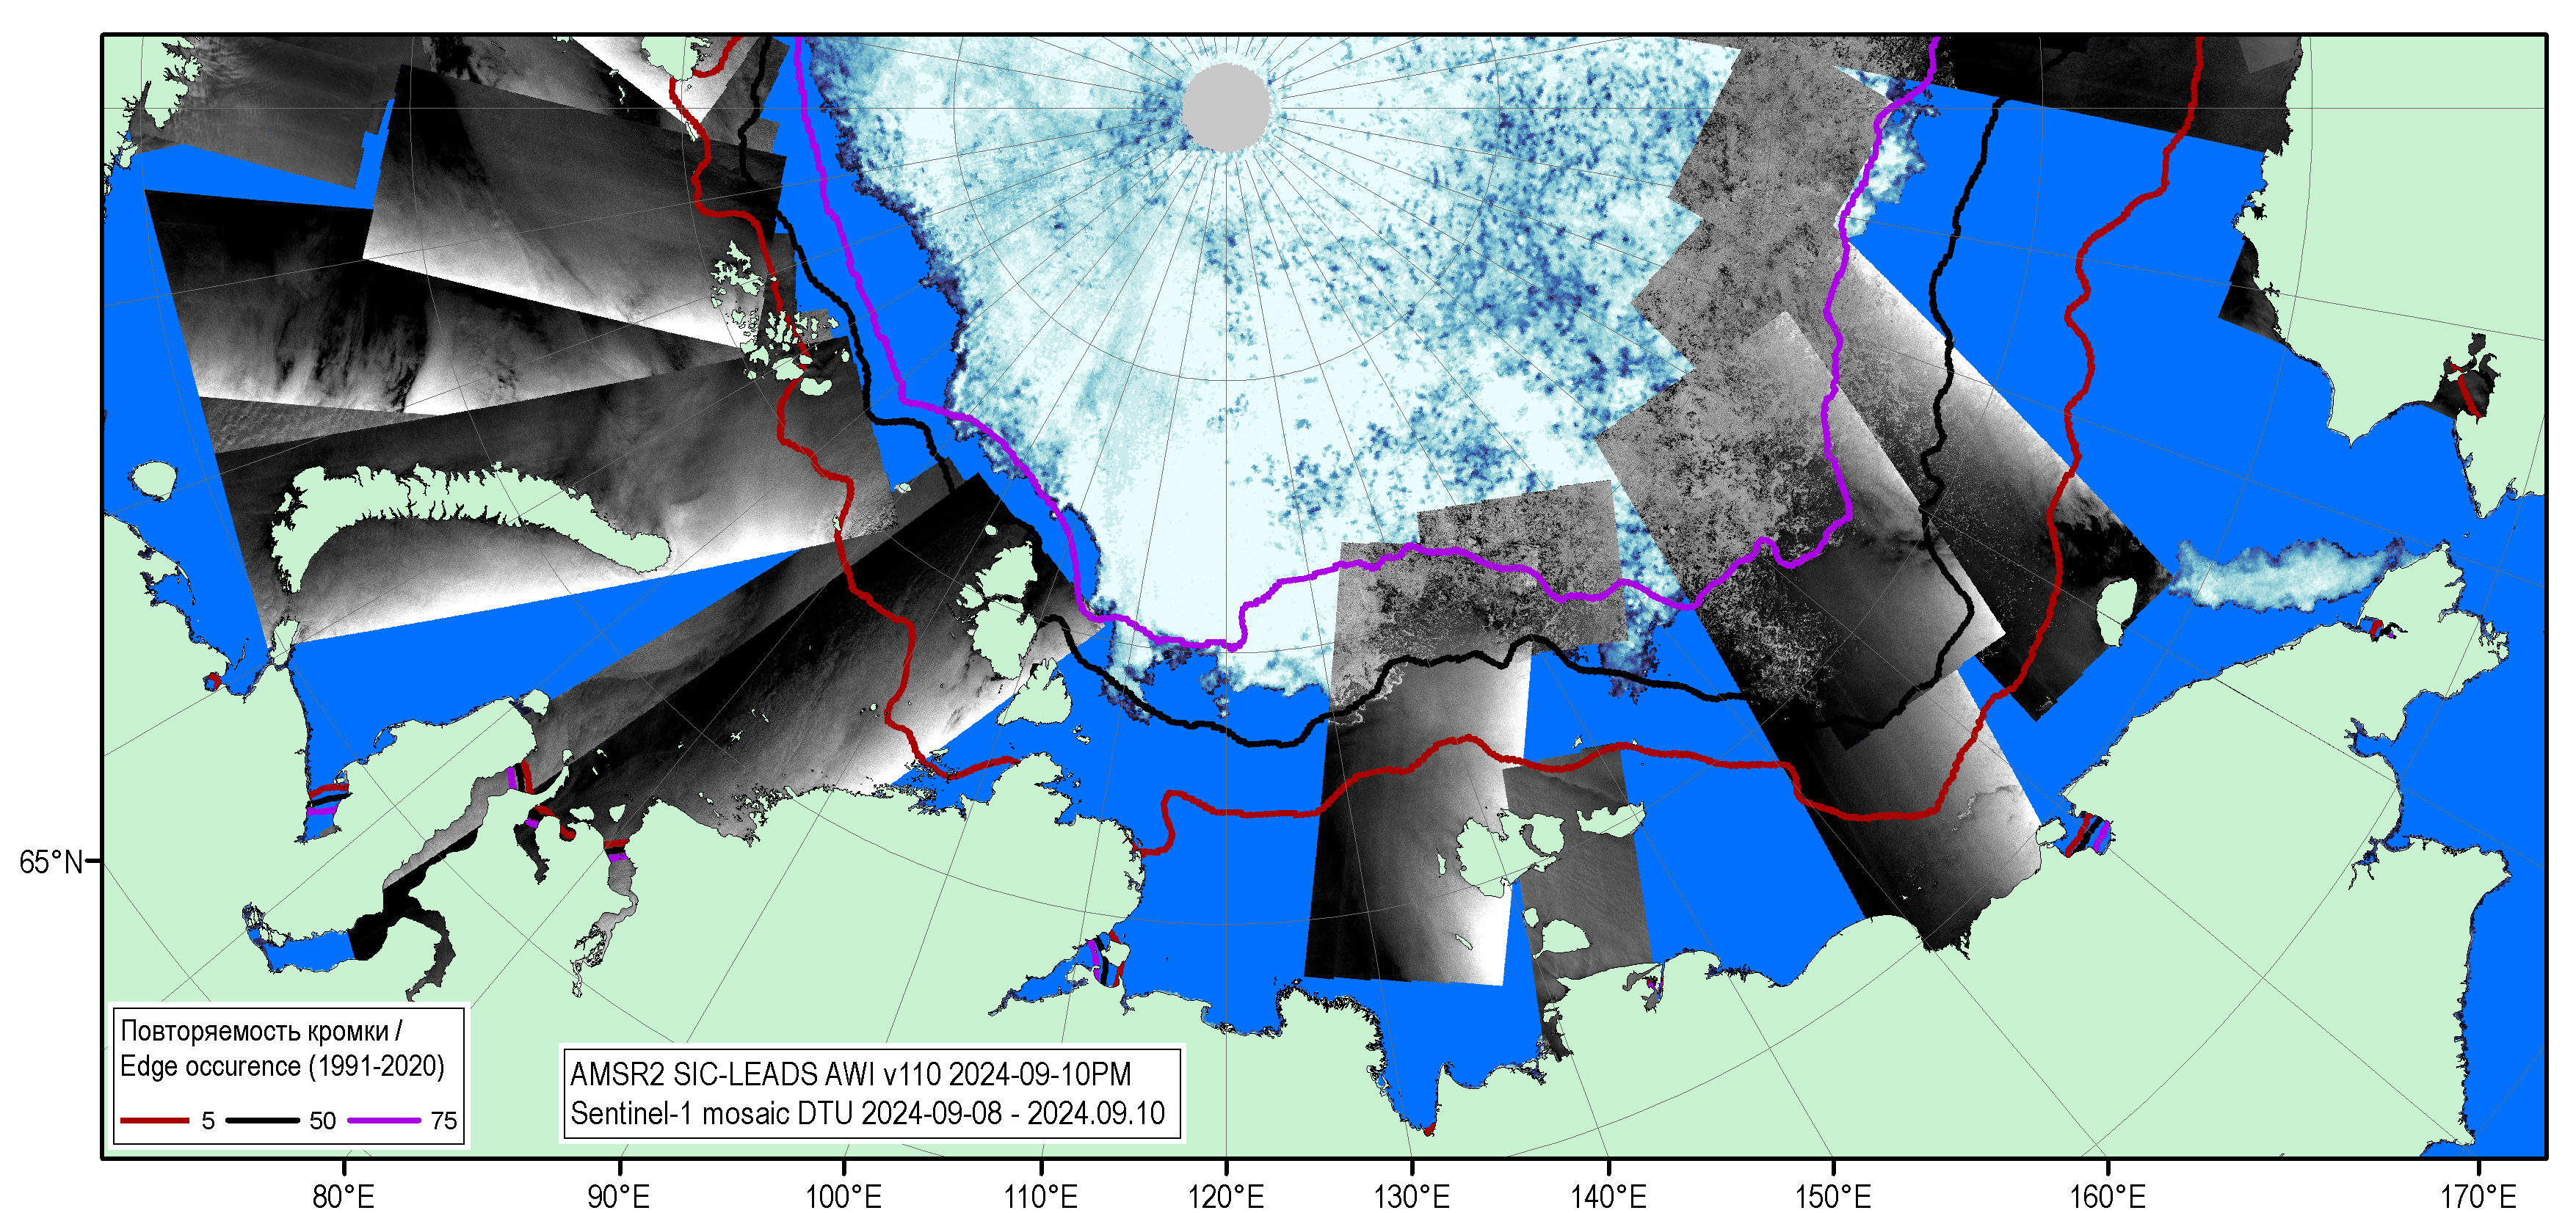 65°N
Повторяемость кромки /
Edge occurence (1991-2020)
5 50 75
AMSR2 SIC-LEADS AWI v110 2024-09-10PM
Sentinel-1 mosaic DTU 2024-09-08 - 2024.09.10
80°E 90°E 100°E 110°E 120°E 130°E 140°E 150°E 160°E 170°E